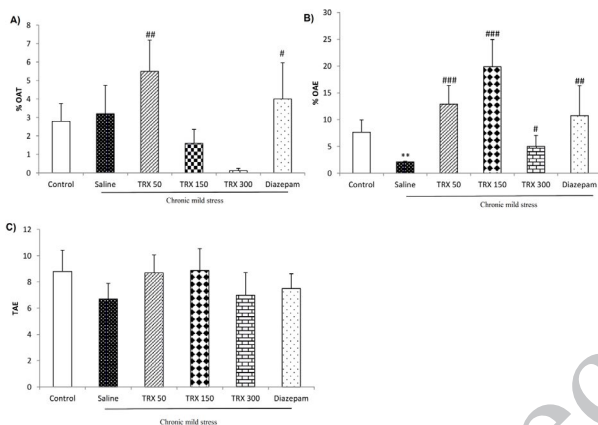 A)
% OAT
8
7
6
5
4
3
2
1
0
##
#
Control Saline TRX 50 TRX 150 TRX 300 Diazepam
Chronic mild stress
B)
% OAE
30
25
20
15
10
5
0
**
###
###
#
##
Control Saline TRX 50 TRX 150 TRX 300 Diazepam
Chronic mild stress
C)
TAE
12
10
8
6
4
2
0
Control Saline TRX 50 TRX 150 TRX 300 Diazepam
Chronic mild stress